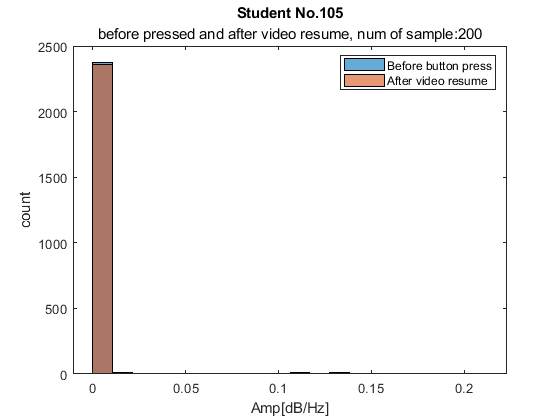 Student No.105
before pressed and after video resume, num of sample:200
2500
2000
1500
1000
500
0
count
Before button press
After video resume
0 0.05 0.1 0.15 0.2
Amp[dB/Hz]